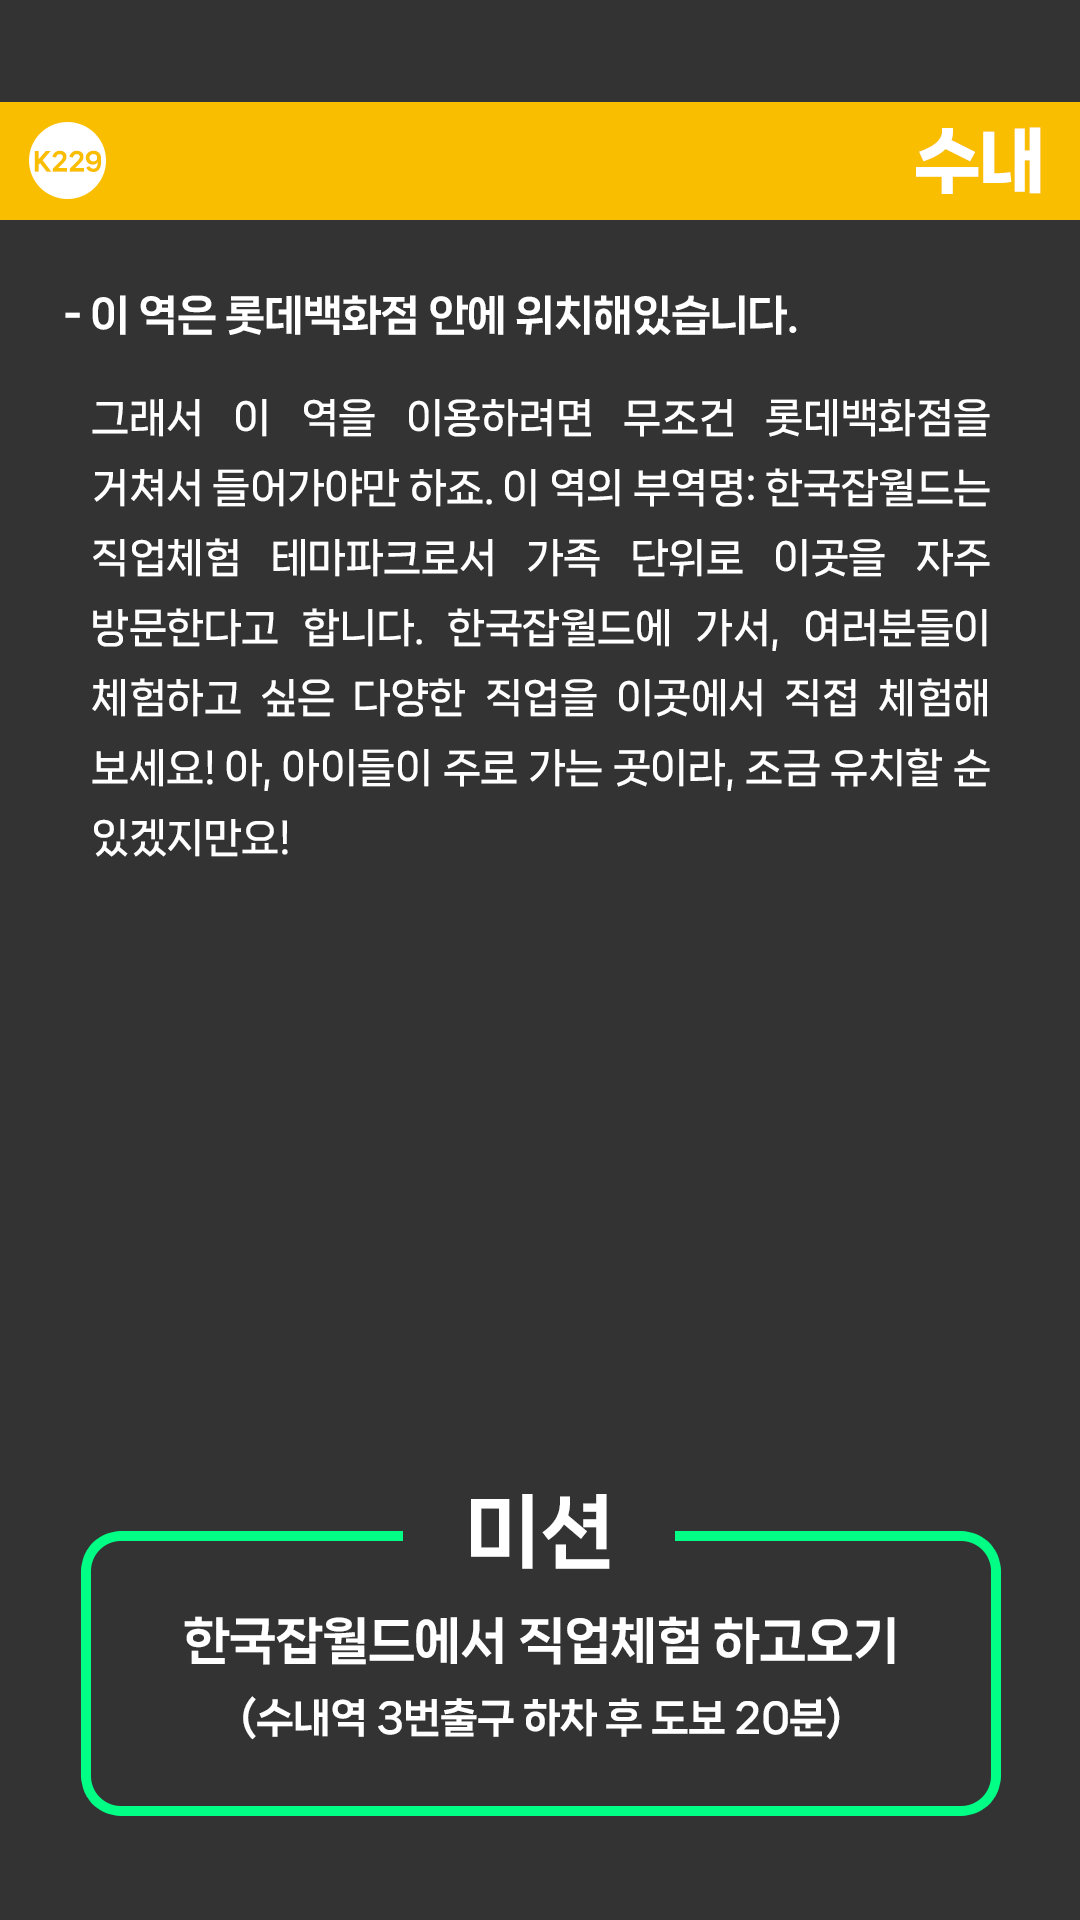 K229
수내
- 이 역은 롯데백화점 안에 위치해있습니다.
그래서 이 역을 이용하려면 무조건 롯데백화점을
거쳐서 들어가야만 하죠. 이 역의 부역명: 한국잡월드는
직업체험 테마파크로서 가족 단위로 이곳을 자주
방문한다고 합니다. 한국잡월드에 가서, 여러분들이
체험하고 싶은 다양한 직업을 이곳에서 직접 체험해
보세요! 아, 아이들이 주로 가는 곳이라, 조금 유치할 순
있겠지만요!
미션
한국잡월드에서 직업체험 하고오기
(수내역 3번출구 하차 후 도보 20분)